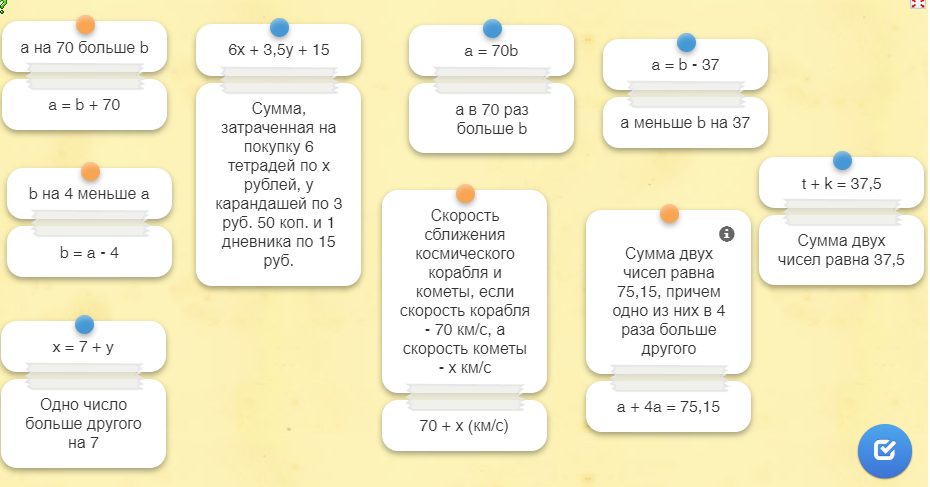 а на 70 больше b
a = b + 70
b на 4 меньше а
b = a - 4
x = 7 + y
Одно число
больше другого
на 7
6x + 3,5y + 15
Сумма,
затраченная на
покупку 6
тетрадей по х
рублей, у
карандашей по 3
руб. 50 коп. и 1
дневника по 15
руб.
a = 70b
а в 70 раз
больше b
Скорость
сближения
космического
корабля и
кометы, если
скорость корабля
- 70 км/с, а
скорость кометы
- х км/с
70 + x (км/с)
a = b - 37
а меньше b на 37
Сумма двух
чисел равна
75,15, причем
одно из них в 4
раза больше
другого
a + 4a = 75,15
t + k = 37,5
Сумма двух
чисел равна 37,5